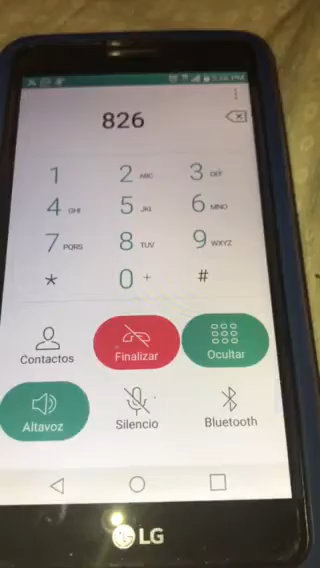 826
1 2 ABC 3 DEF
4 GHI 5 JKL 6 MNO
7 PQRS 8 TUV 9 WXYZ
* 0 + #
Contactos Finalizar Ocultar
Altavoz Silencio Bluetooth
LG